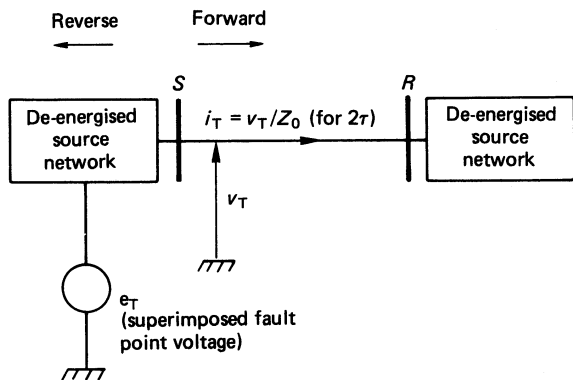 Reverse
Forward
S
R
De-energised
source
network
i_T = v_T/Z_0 (for 2τ)
De-energised
source
network
v_T
e_T
(superimposed fault
point voltage)